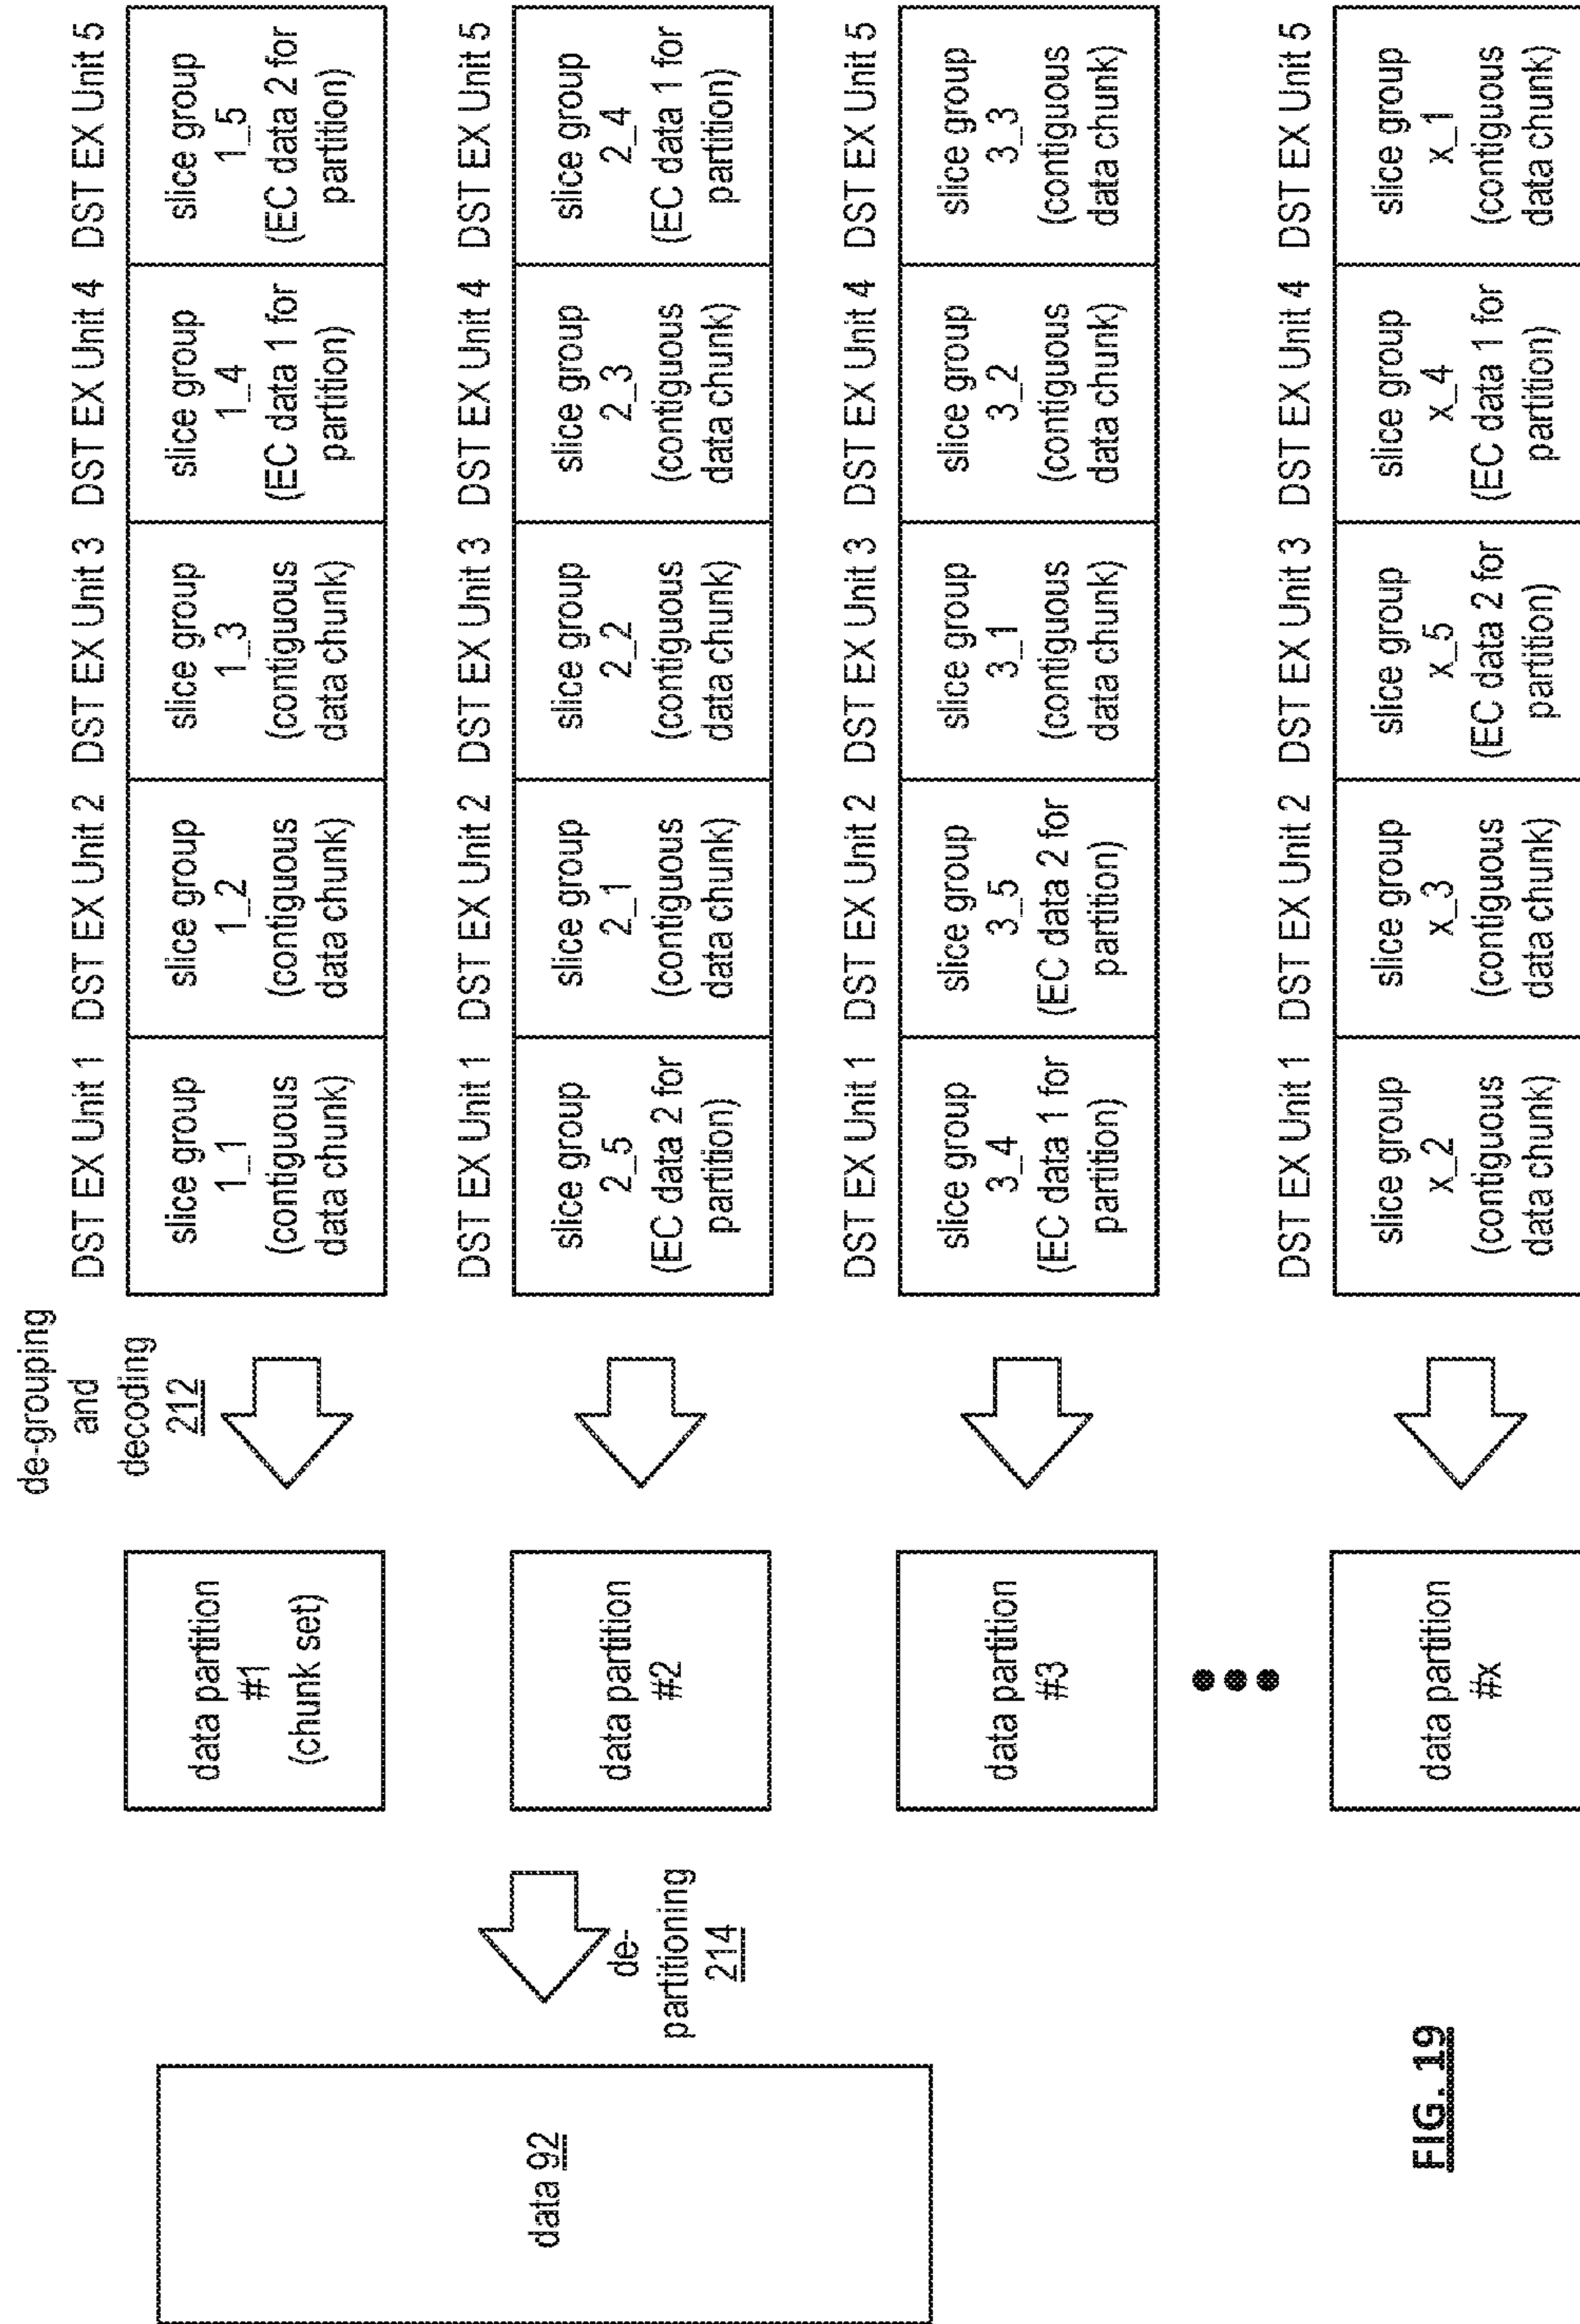 de-grouping
and
decoding
212
DST EX Unit 1 DST EX Unit 2 DST EX Unit 3 DST EX Unit 4 DST EX Unit 5
data partition
#1
(chunk set)
slice group
1_1
(contiguous
data chunk)
slice group
1_2
(contiguous
data chunk)
slice group
1_3
(contiguous
data chunk)
slice group
1_4
(EC data 1 for
partition)
slice group
1_5
(EC data 2 for
partition)
DST EX Unit 1 DST EX Unit 2 DST EX Unit 3 DST EX Unit 4 DST EX Unit 5
data 92
de-
partitioning
214
data partition
#2
slice group
2_5
(EC data 2 for
partition)
slice group
2_1
(contiguous
data chunk)
slice group
2_2
(contiguous
data chunk)
slice group
2_3
(contiguous
data chunk)
slice group
2_4
(EC data 1 for
partition)
DST EX Unit 1 DST EX Unit 2 DST EX Unit 3 DST EX Unit 4 DST EX Unit 5
data partition
#3
slice group
3_4
(EC data 1 for
partition)
slice group
3_5
(EC data 2 for
partition)
slice group
3_1
(contiguous
data chunk)
slice group
3_2
(contiguous
data chunk)
slice group
3_3
(contiguous
data chunk)
DST EX Unit 1 DST EX Unit 2 DST EX Unit 3 DST EX Unit 4 DST EX Unit 5
data partition
#x
slice group
x_2
(contiguous
data chunk)
slice group
x_3
(contiguous
data chunk)
slice group
x_5
(EC data 2 for
partition)
slice group
x_4
(EC data 1 for
partition)
slice group
x_1
(contiguous
data chunk)
FIG. 19